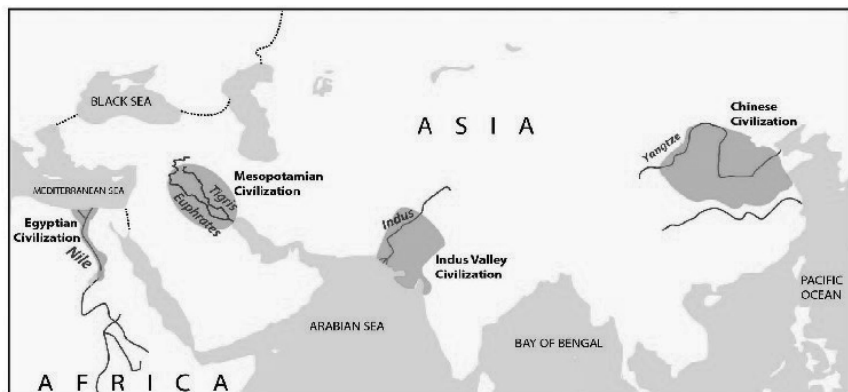 BLACK SEA
A S I A
Chinese
Civilization
Yangtze
Mesopotamian
Civilization
Tigris
Euphrates
MEDITERRANEAN SEA
Egyptian
Civilization
Nile
Indus
Indus Valley
Civilization
PACIFIC
OCEAN
ARABIAN SEA
BAY OF BENGAL
A F R I C A